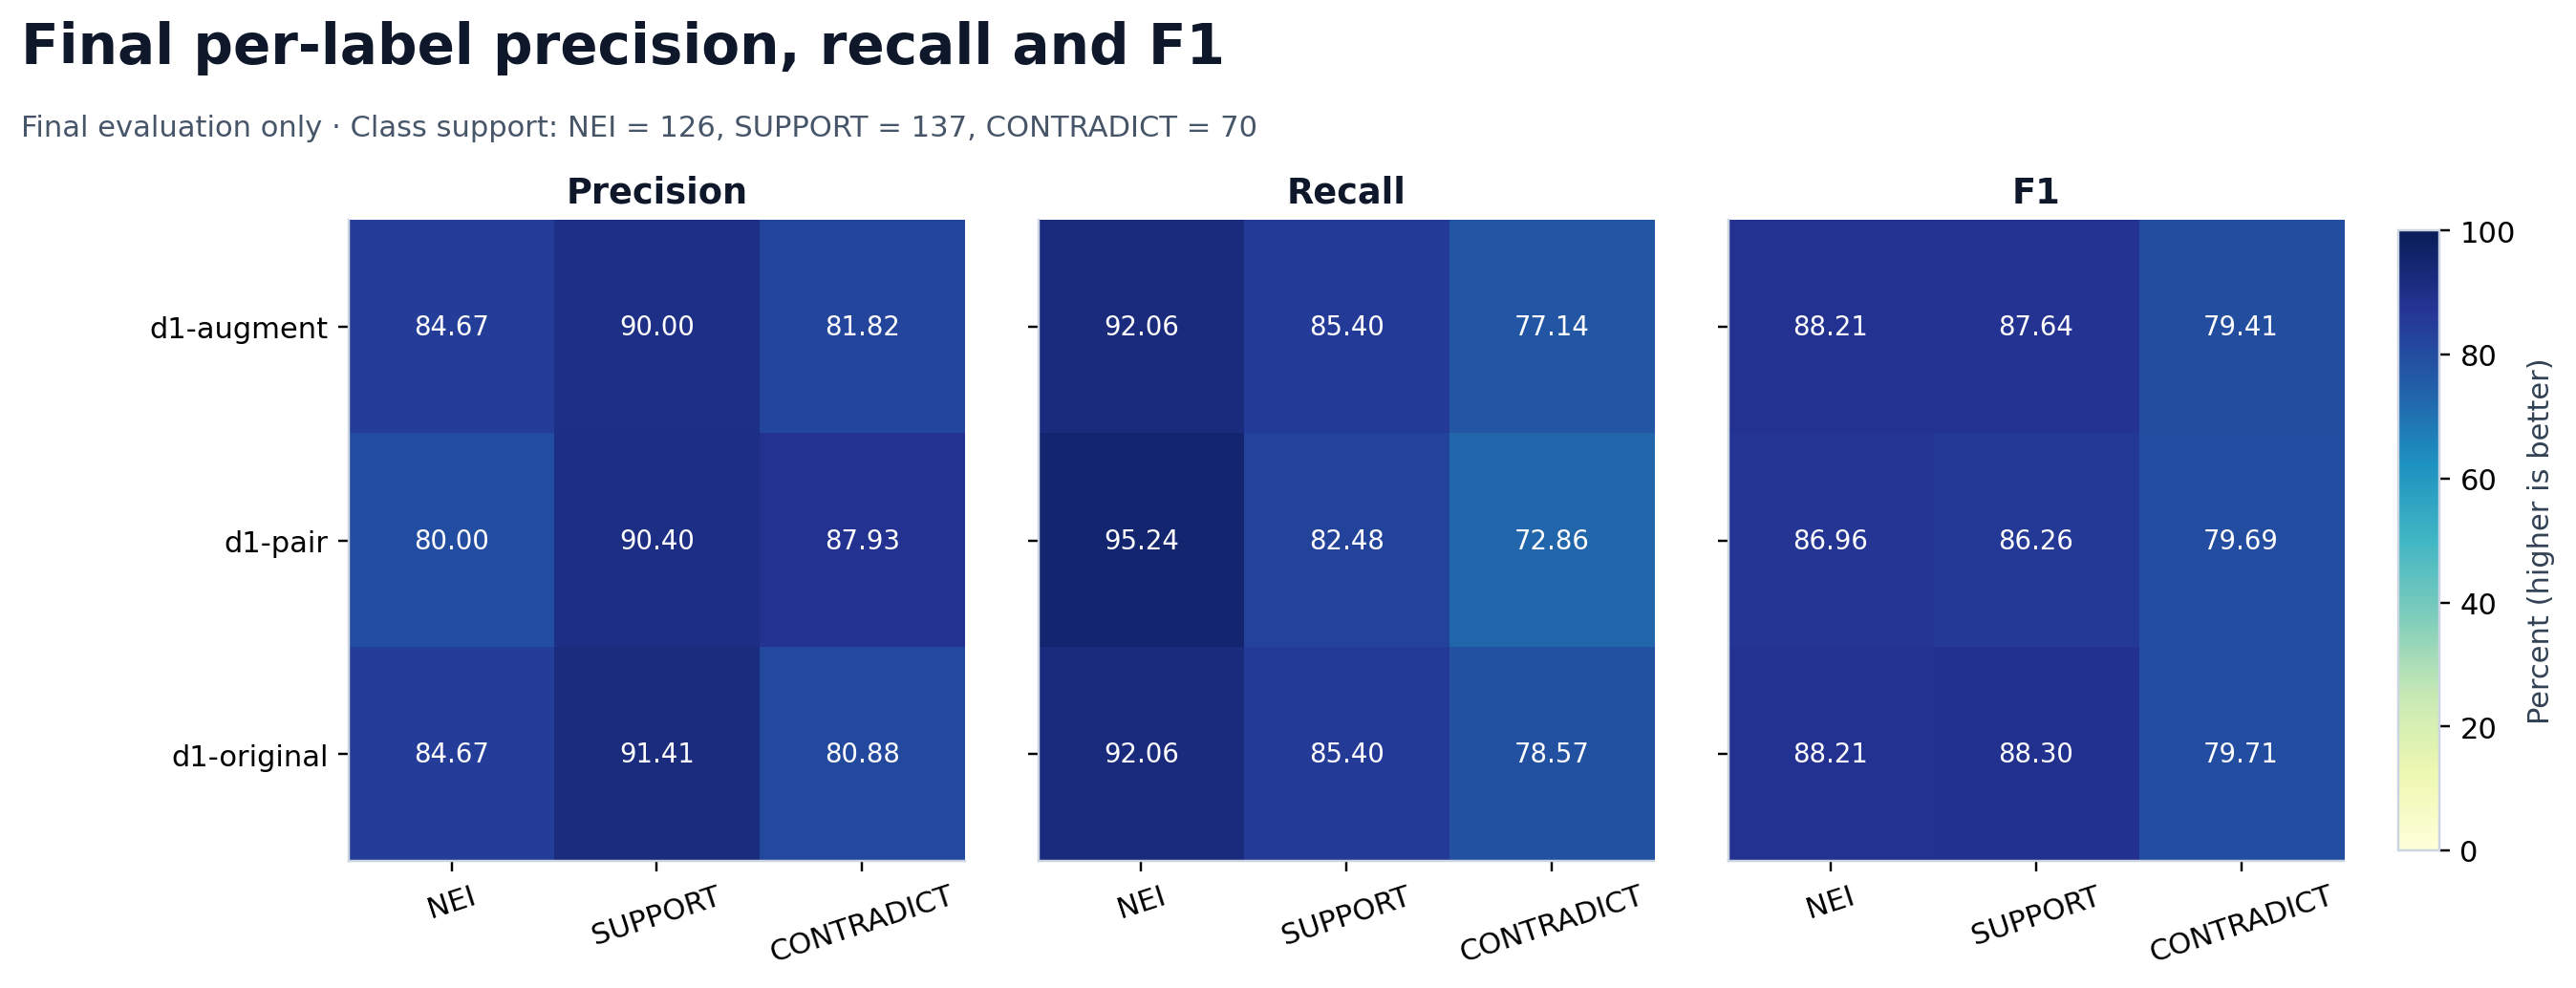 Final per-label precision, recall and F1
Final evaluation only · Class support: NEI = 126, SUPPORT = 137, CONTRADICT = 70
Precision
Recall
F1
d1-augment
84.67 90.00 81.82
92.06 85.40 77.14
88.21 87.64 79.41
d1-pair
80.00 90.40 87.93
95.24 82.48 72.86
86.96 86.26 79.69
d1-original
84.67 91.41 80.88
92.06 85.40 78.57
88.21 88.30 79.71
NEI SUPPORT CONTRADICT
NEI SUPPORT CONTRADICT
NEI SUPPORT CONTRADICT
100
80
60
40
20
0
Percent (higher is better)